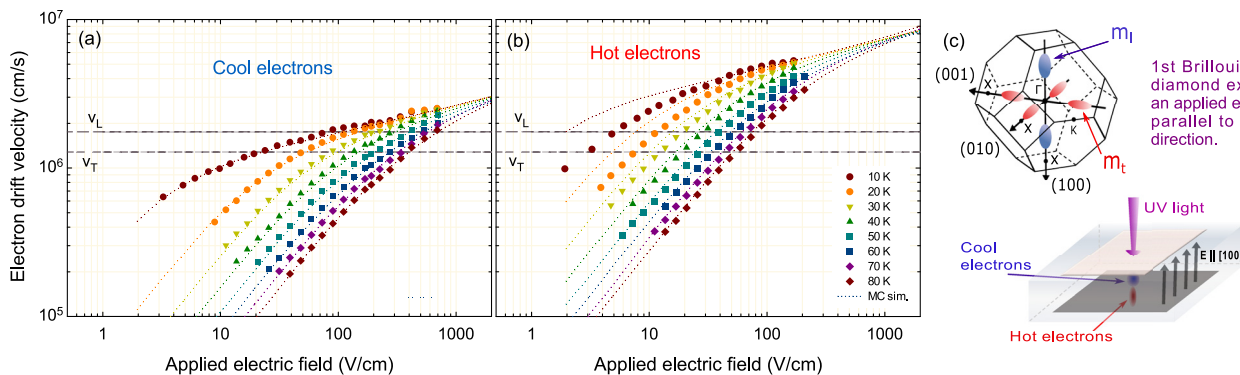 (a)
Cool electrons
Electron drift velocity (cm/s)
10⁷
10⁶
10⁵
v_L
v_T
1
10
100
1000
Applied electric field (V/cm)
(b)
Hot electrons
v_L
v_T
10 K
20 K
30 K
40 K
50 K
60 K
70 K
80 K
MC sim.
1
10
100
1000
Applied electric field (V/cm)
(c)
m_l
1st Brilloui
diamond ex
an applied e
parallel to
direction.
(001)
X
Γ
K
X
(010)
X
(100)
m_t
UV light
Cool
electrons
E || [100
Hot electrons